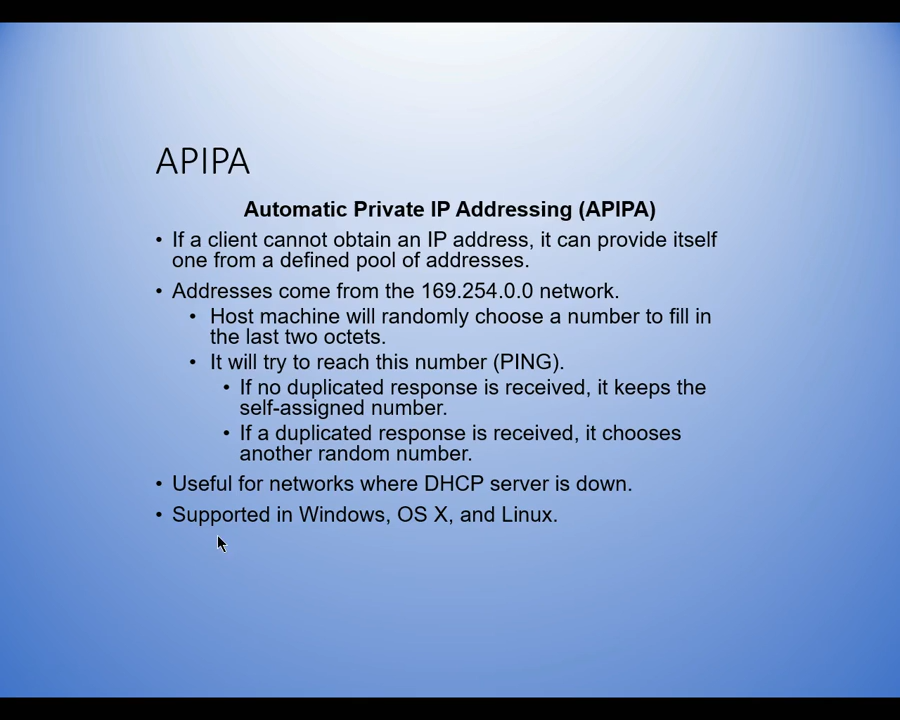 APIPA
Automatic Private IP Addressing (APIPA)
• If a client cannot obtain an IP address, it can provide itself
one from a defined pool of addresses.
• Addresses come from the 169.254.0.0 network.
• Host machine will randomly choose a number to fill in
the last two octets.
• It will try to reach this number (PING).
• If no duplicated response is received, it keeps the
self-assigned number.
• If a duplicated response is received, it chooses
another random number.
• Useful for networks where DHCP server is down.
• Supported in Windows, OS X, and Linux.